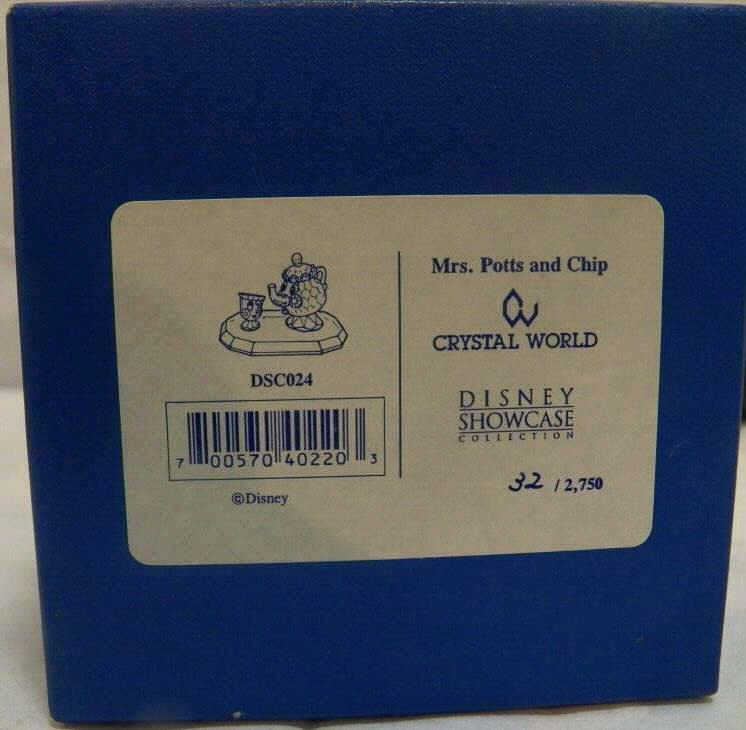 DSC024
7 00570 40220 3
©Disney
Mrs. Potts and Chip
CRYSTAL WORLD
DISNEY
SHOWCASE
COLLECTION
32 / 2,750